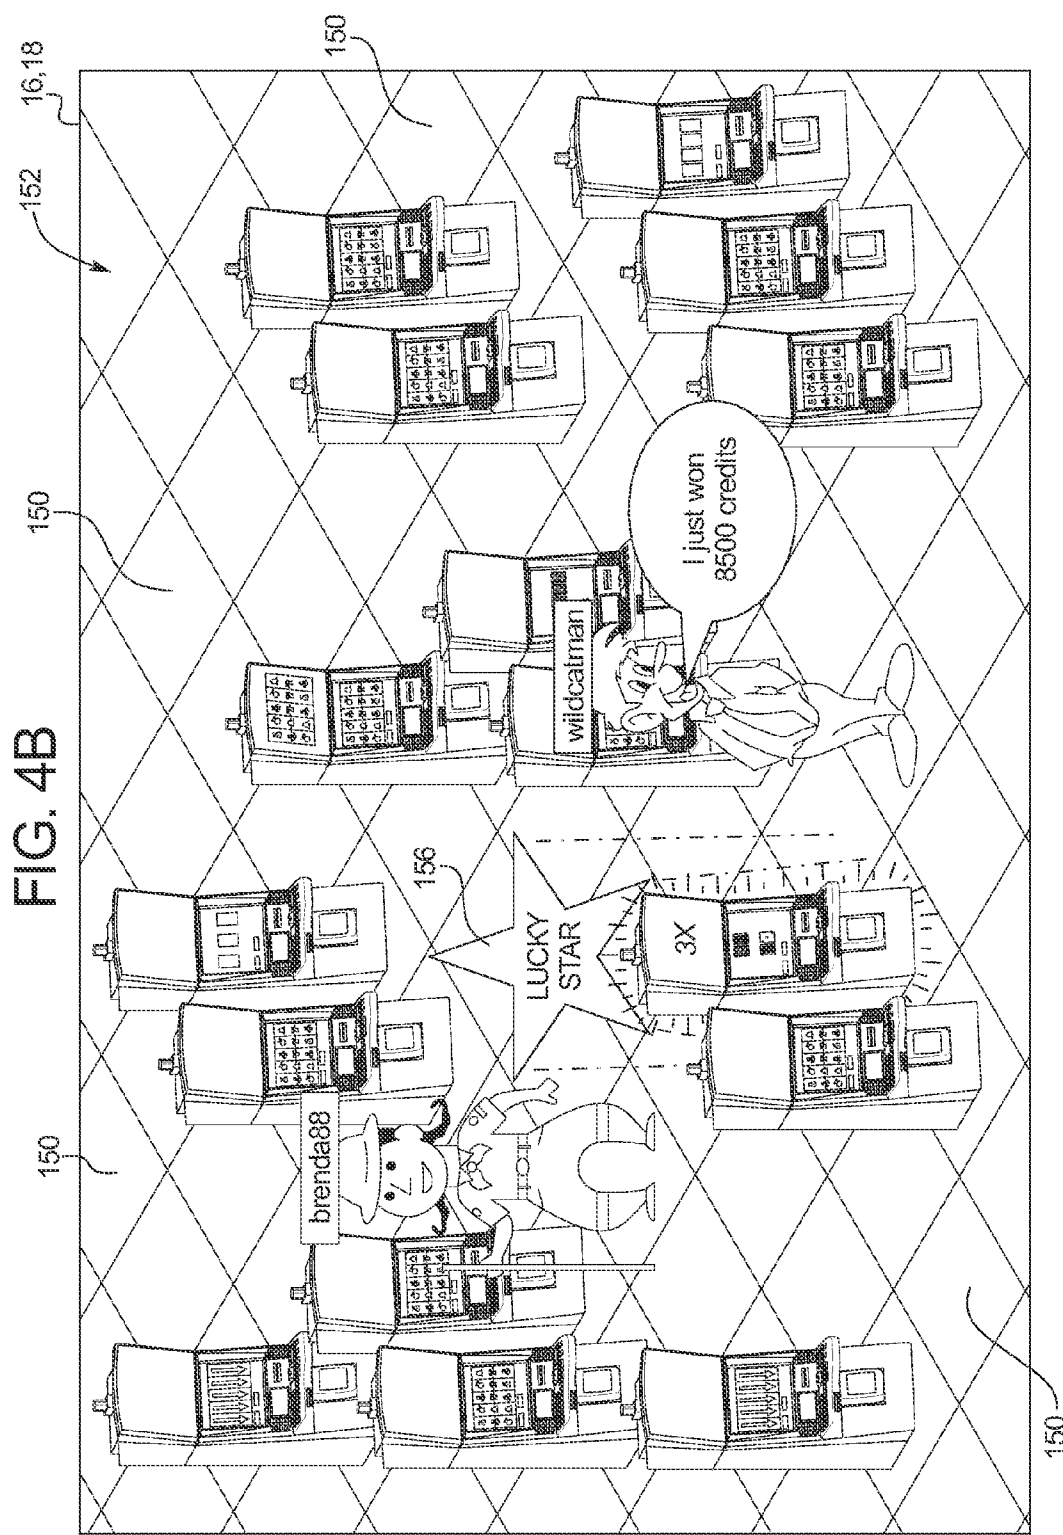 FIG. 4B
150
150
152
16,18
150
brenda88
156
LUCKY
STAR
3X
wildcatman
I just won
8500 credits
150